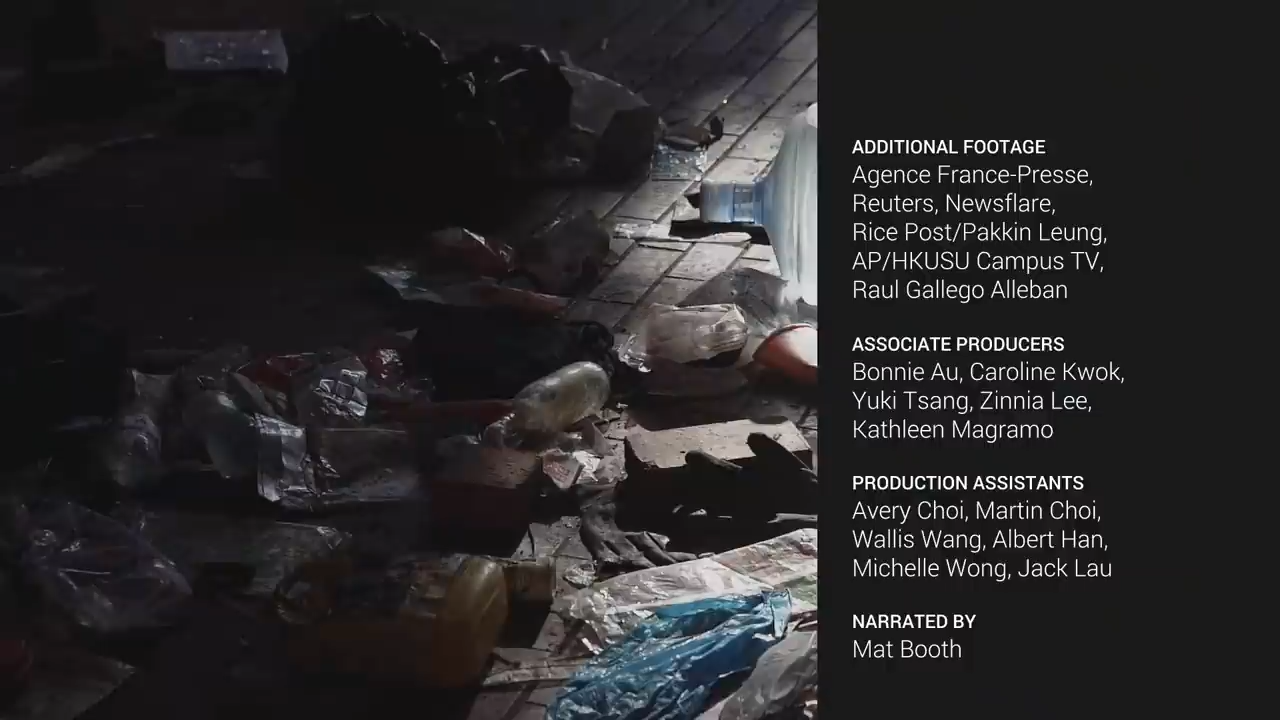 ADDITIONAL FOOTAGE
Agence France-Presse,
Reuters, Newsflare,
Rice Post/Pakkin Leung,
AP/HKUSU Campus TV,
Raul Gallego Alleban
ASSOCIATE PRODUCERS
Bonnie Au, Caroline Kwok,
Yuki Tsang, Zinnia Lee,
Kathleen Magramo
PRODUCTION ASSISTANTS
Avery Choi, Martin Choi,
Wallis Wang, Albert Han,
Michelle Wong, Jack Lau
NARRATED BY
Mat Booth